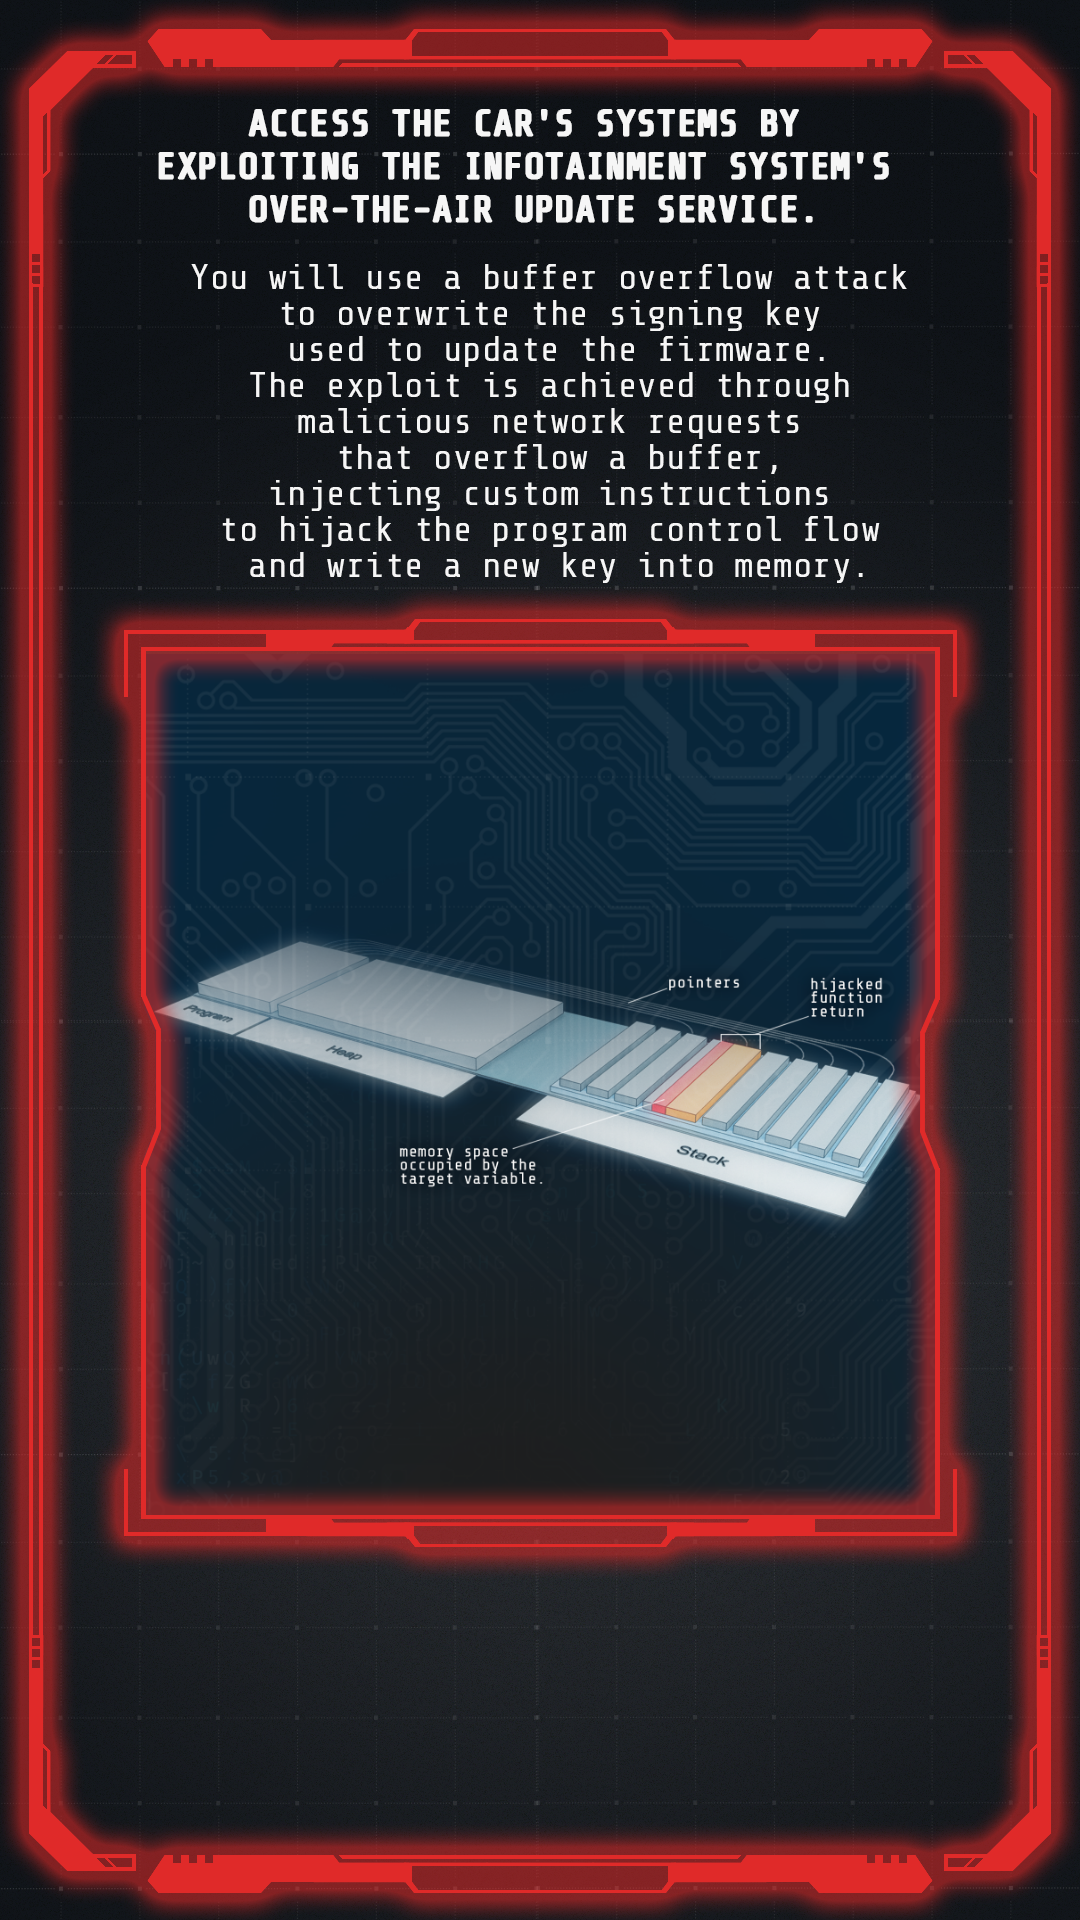 ACCESS THE CAR'S SYSTEMS BY
EXPLOITING THE INFOTAINMENT SYSTEM'S
OVER-THE-AIR UPDATE SERVICE.
You will use a buffer overflow attack
to overwrite the signing key
used to update the firmware.
The exploit is achieved through
malicious network requests
that overflow a buffer,
injecting custom instructions
to hijack the program control flow
and write a new key into memory.
pointers
hijacked
function
return
Program
Heap
Stack
memory space
occupied by the
target variable.